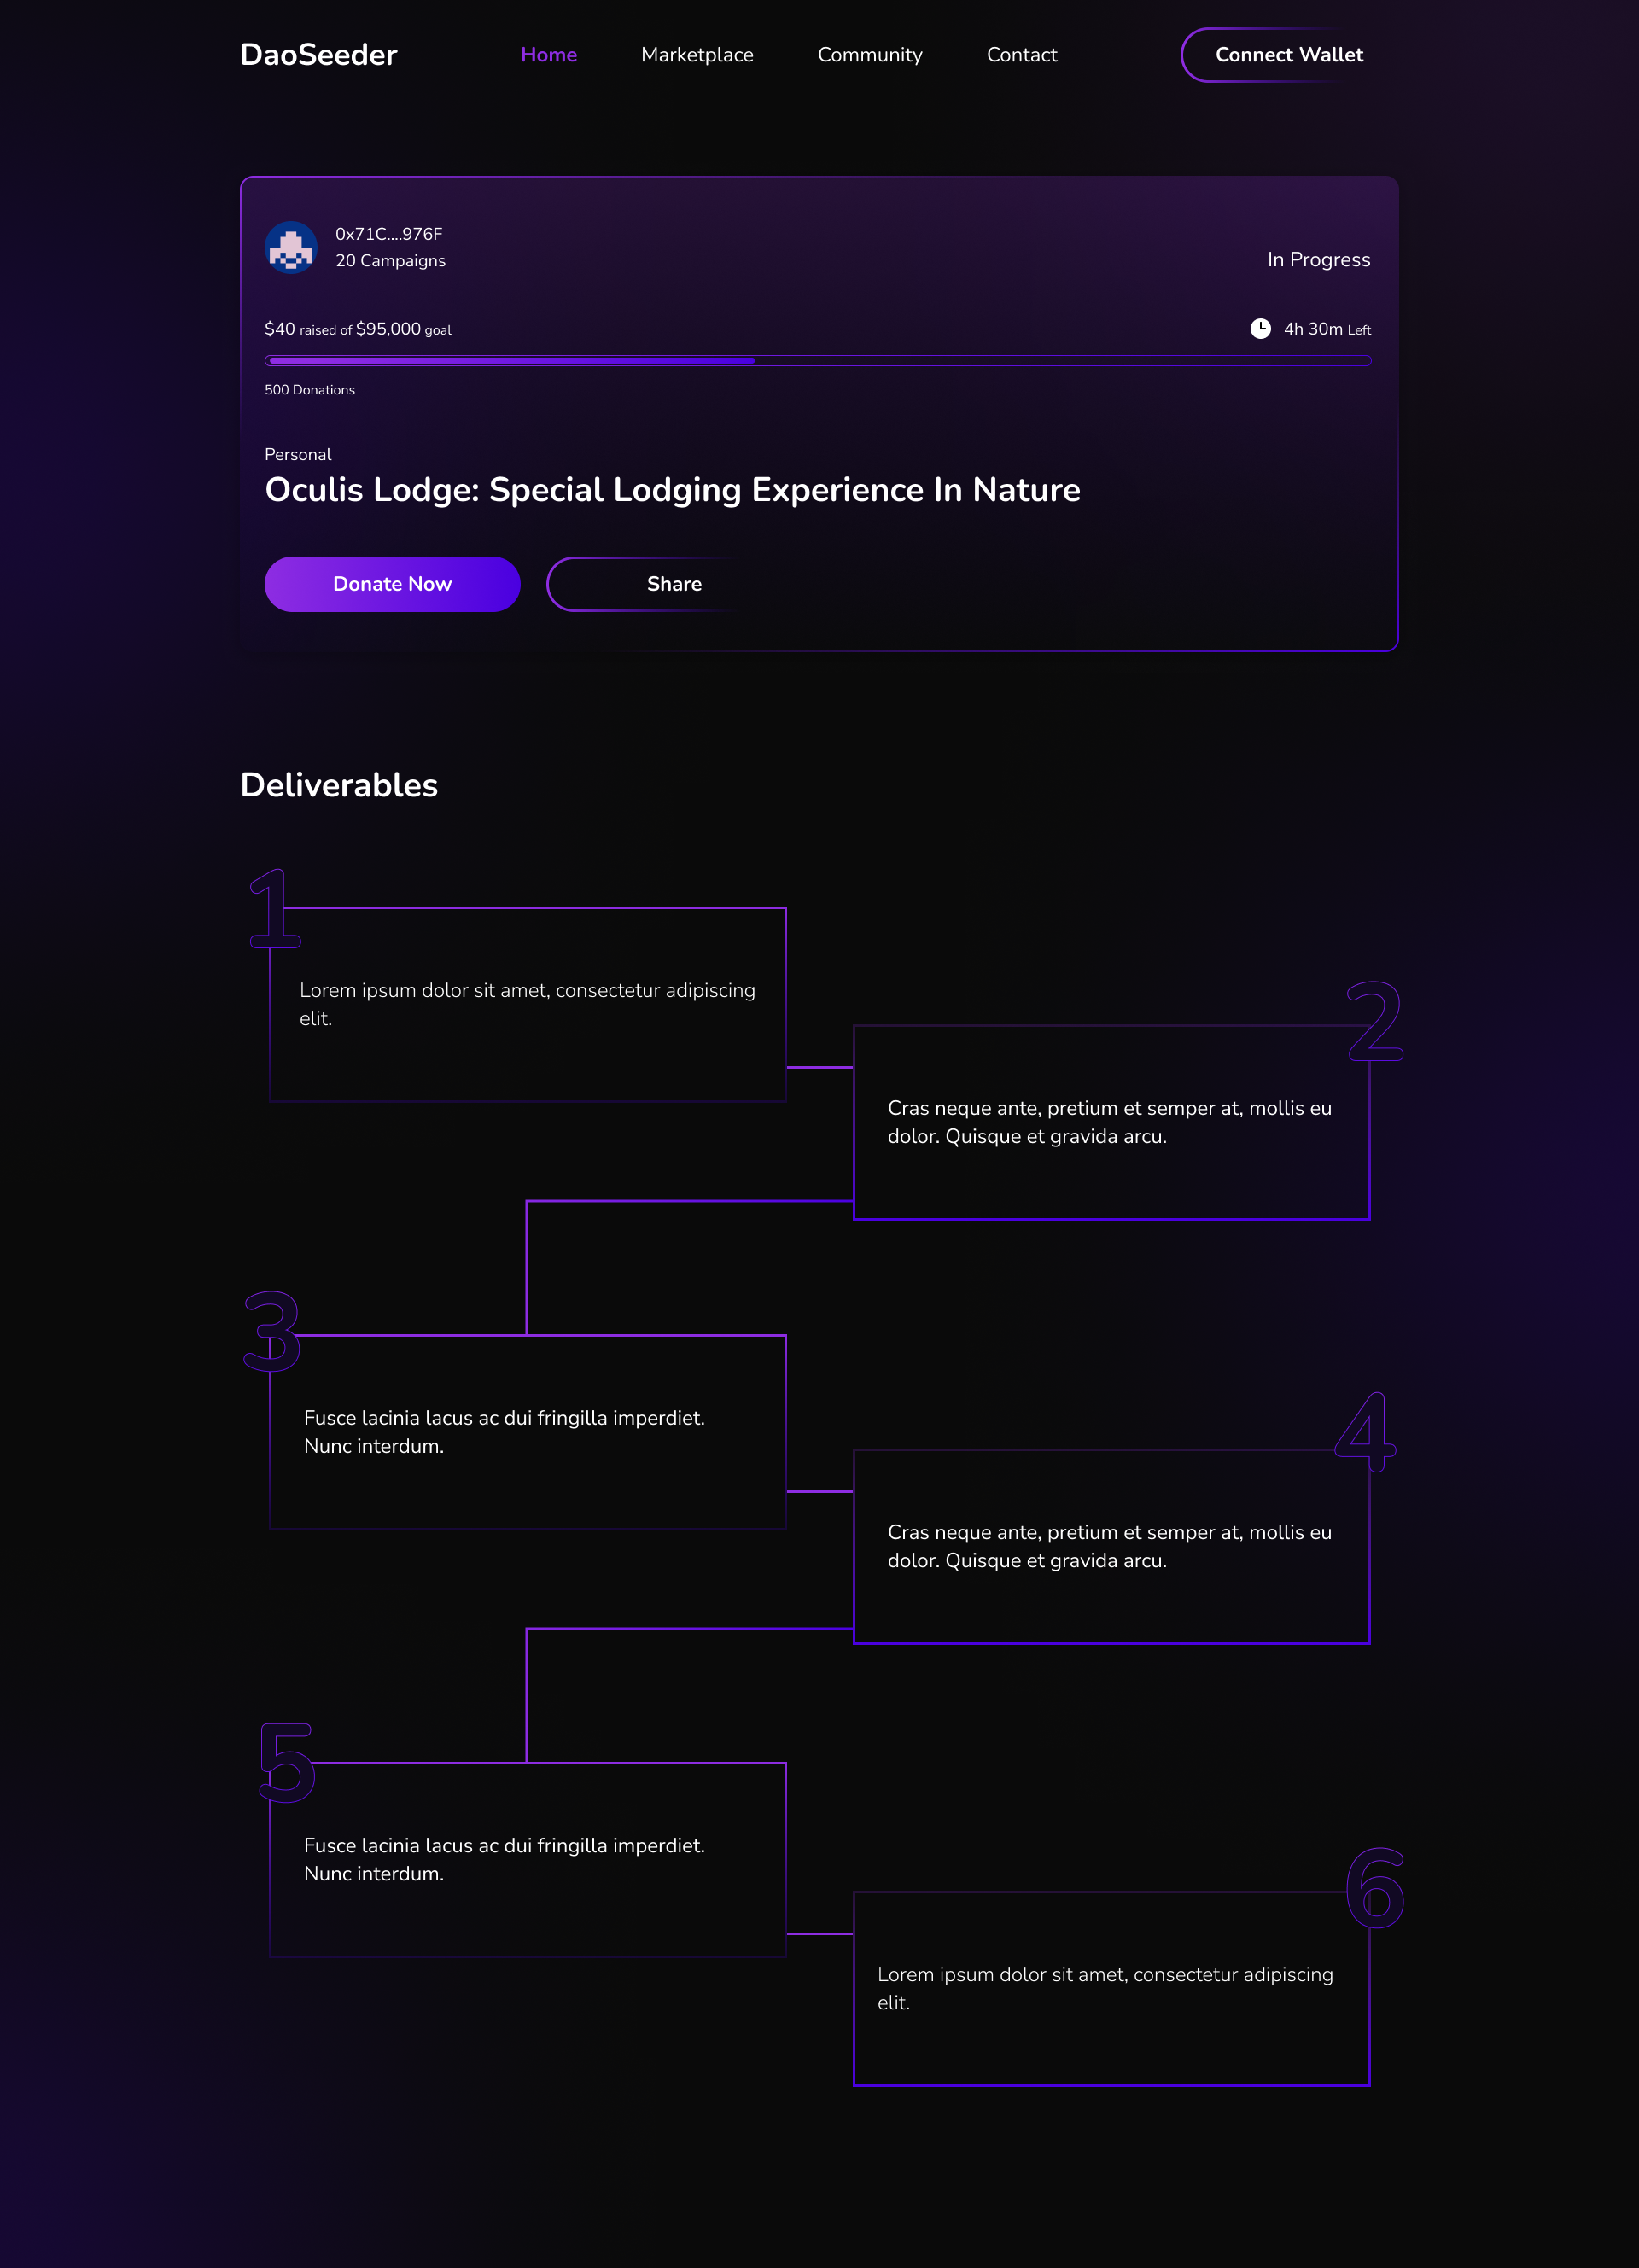 DaoSeeder
Home
Marketplace
Community
Contact
Connect Wallet
0x71C....976F
20 Campaigns
In Progress
$40 raised of $95,000 goal
4h 30m Left
500 Donations
Personal
Oculis Lodge: Special Lodging Experience In Nature
Donate Now
Share
Deliverables
1
Lorem ipsum dolor sit amet, consectetur adipiscing
elit.
2
Cras neque ante, pretium et semper at, mollis eu
dolor. Quisque et gravida arcu.
3
Fusce lacinia lacus ac dui fringilla imperdiet.
Nunc interdum.
4
Cras neque ante, pretium et semper at, mollis eu
dolor. Quisque et gravida arcu.
5
Fusce lacinia lacus ac dui fringilla imperdiet.
Nunc interdum.
6
Lorem ipsum dolor sit amet, consectetur adipiscing
elit.